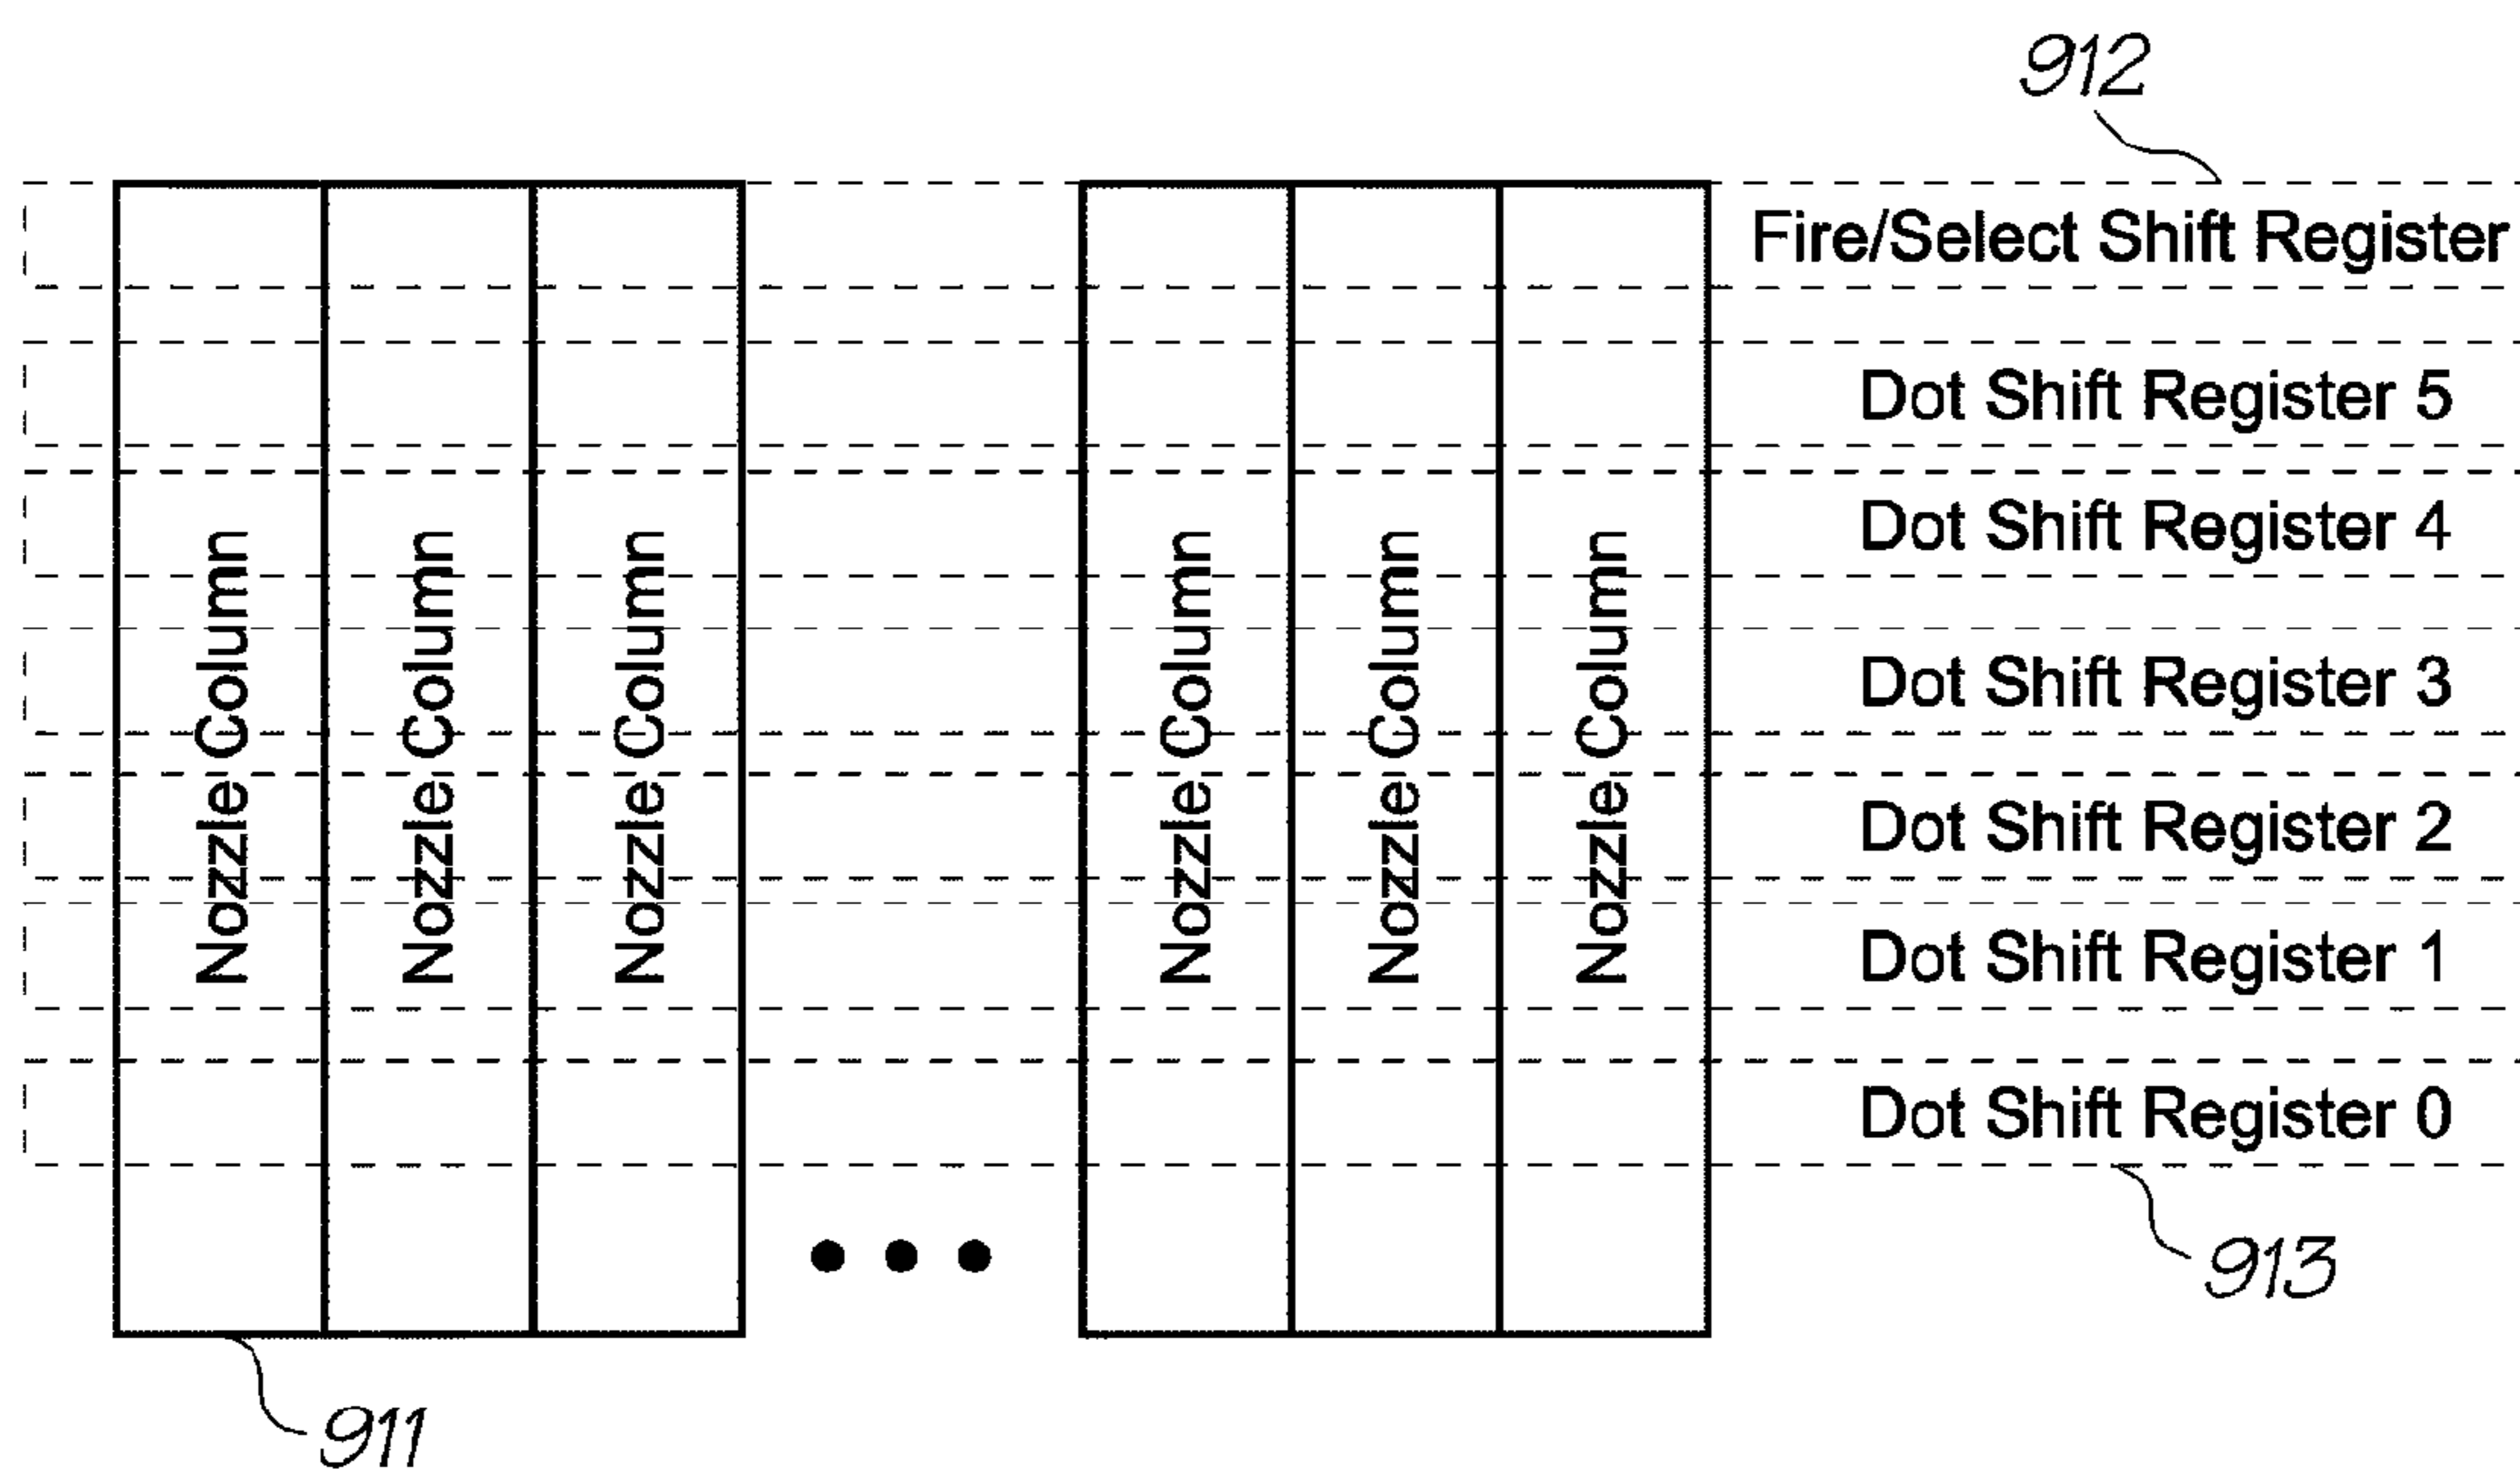 912
Fire/Select Shift Register
Dot Shift Register 5
Dot Shift Register 4
Dot Shift Register 3
Dot Shift Register 2
Dot Shift Register 1
Dot Shift Register 0
Nozzle Column
Nozzle Column
Nozzle Column
Nozzle Column
Nozzle Column
Nozzle Column
913
911